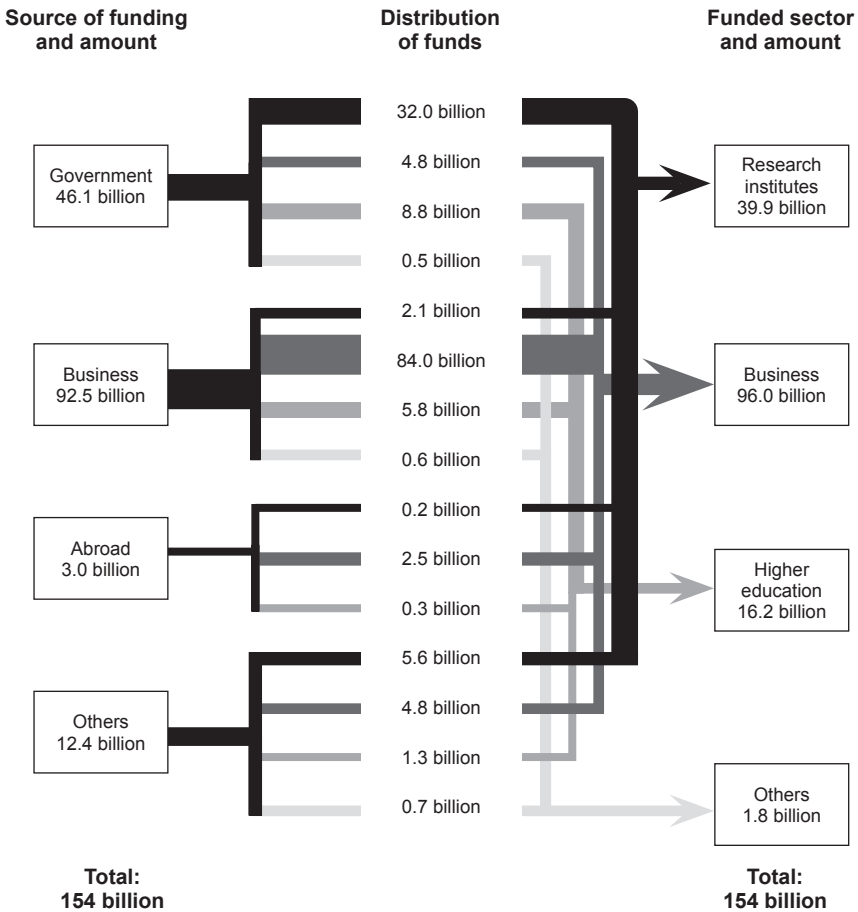 Source of funding
and amount
Distribution
of funds
Funded sector
and amount
Government
46.1 billion
Business
92.5 billion
Abroad
3.0 billion
Others
12.4 billion
Total:
154 billion
32.0 billion
4.8 billion
8.8 billion
0.5 billion
2.1 billion
84.0 billion
5.8 billion
0.6 billion
0.2 billion
2.5 billion
0.3 billion
5.6 billion
4.8 billion
1.3 billion
0.7 billion
Research
institutes
39.9 billion
Business
96.0 billion
Higher
education
16.2 billion
Others
1.8 billion
Total:
154 billion